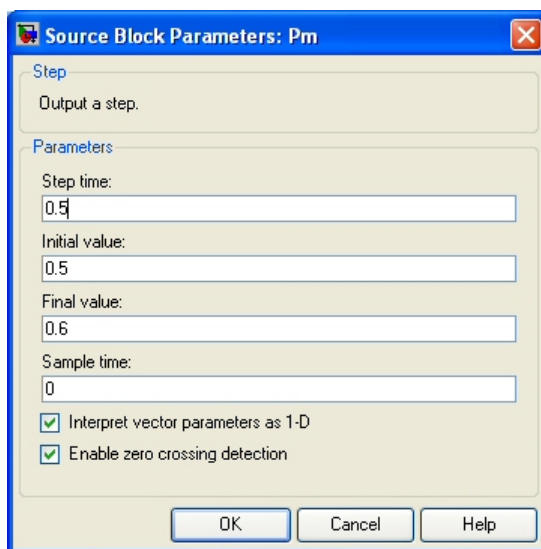 Source Block Parameters: Pm
Step
Output a step.
Parameters
Step time:
0.5
Initial value:
0.5
Final value:
0.6
Sample time:
0
Interpret vector parameters as 1-D
Enable zero crossing detection
OK Cancel Help